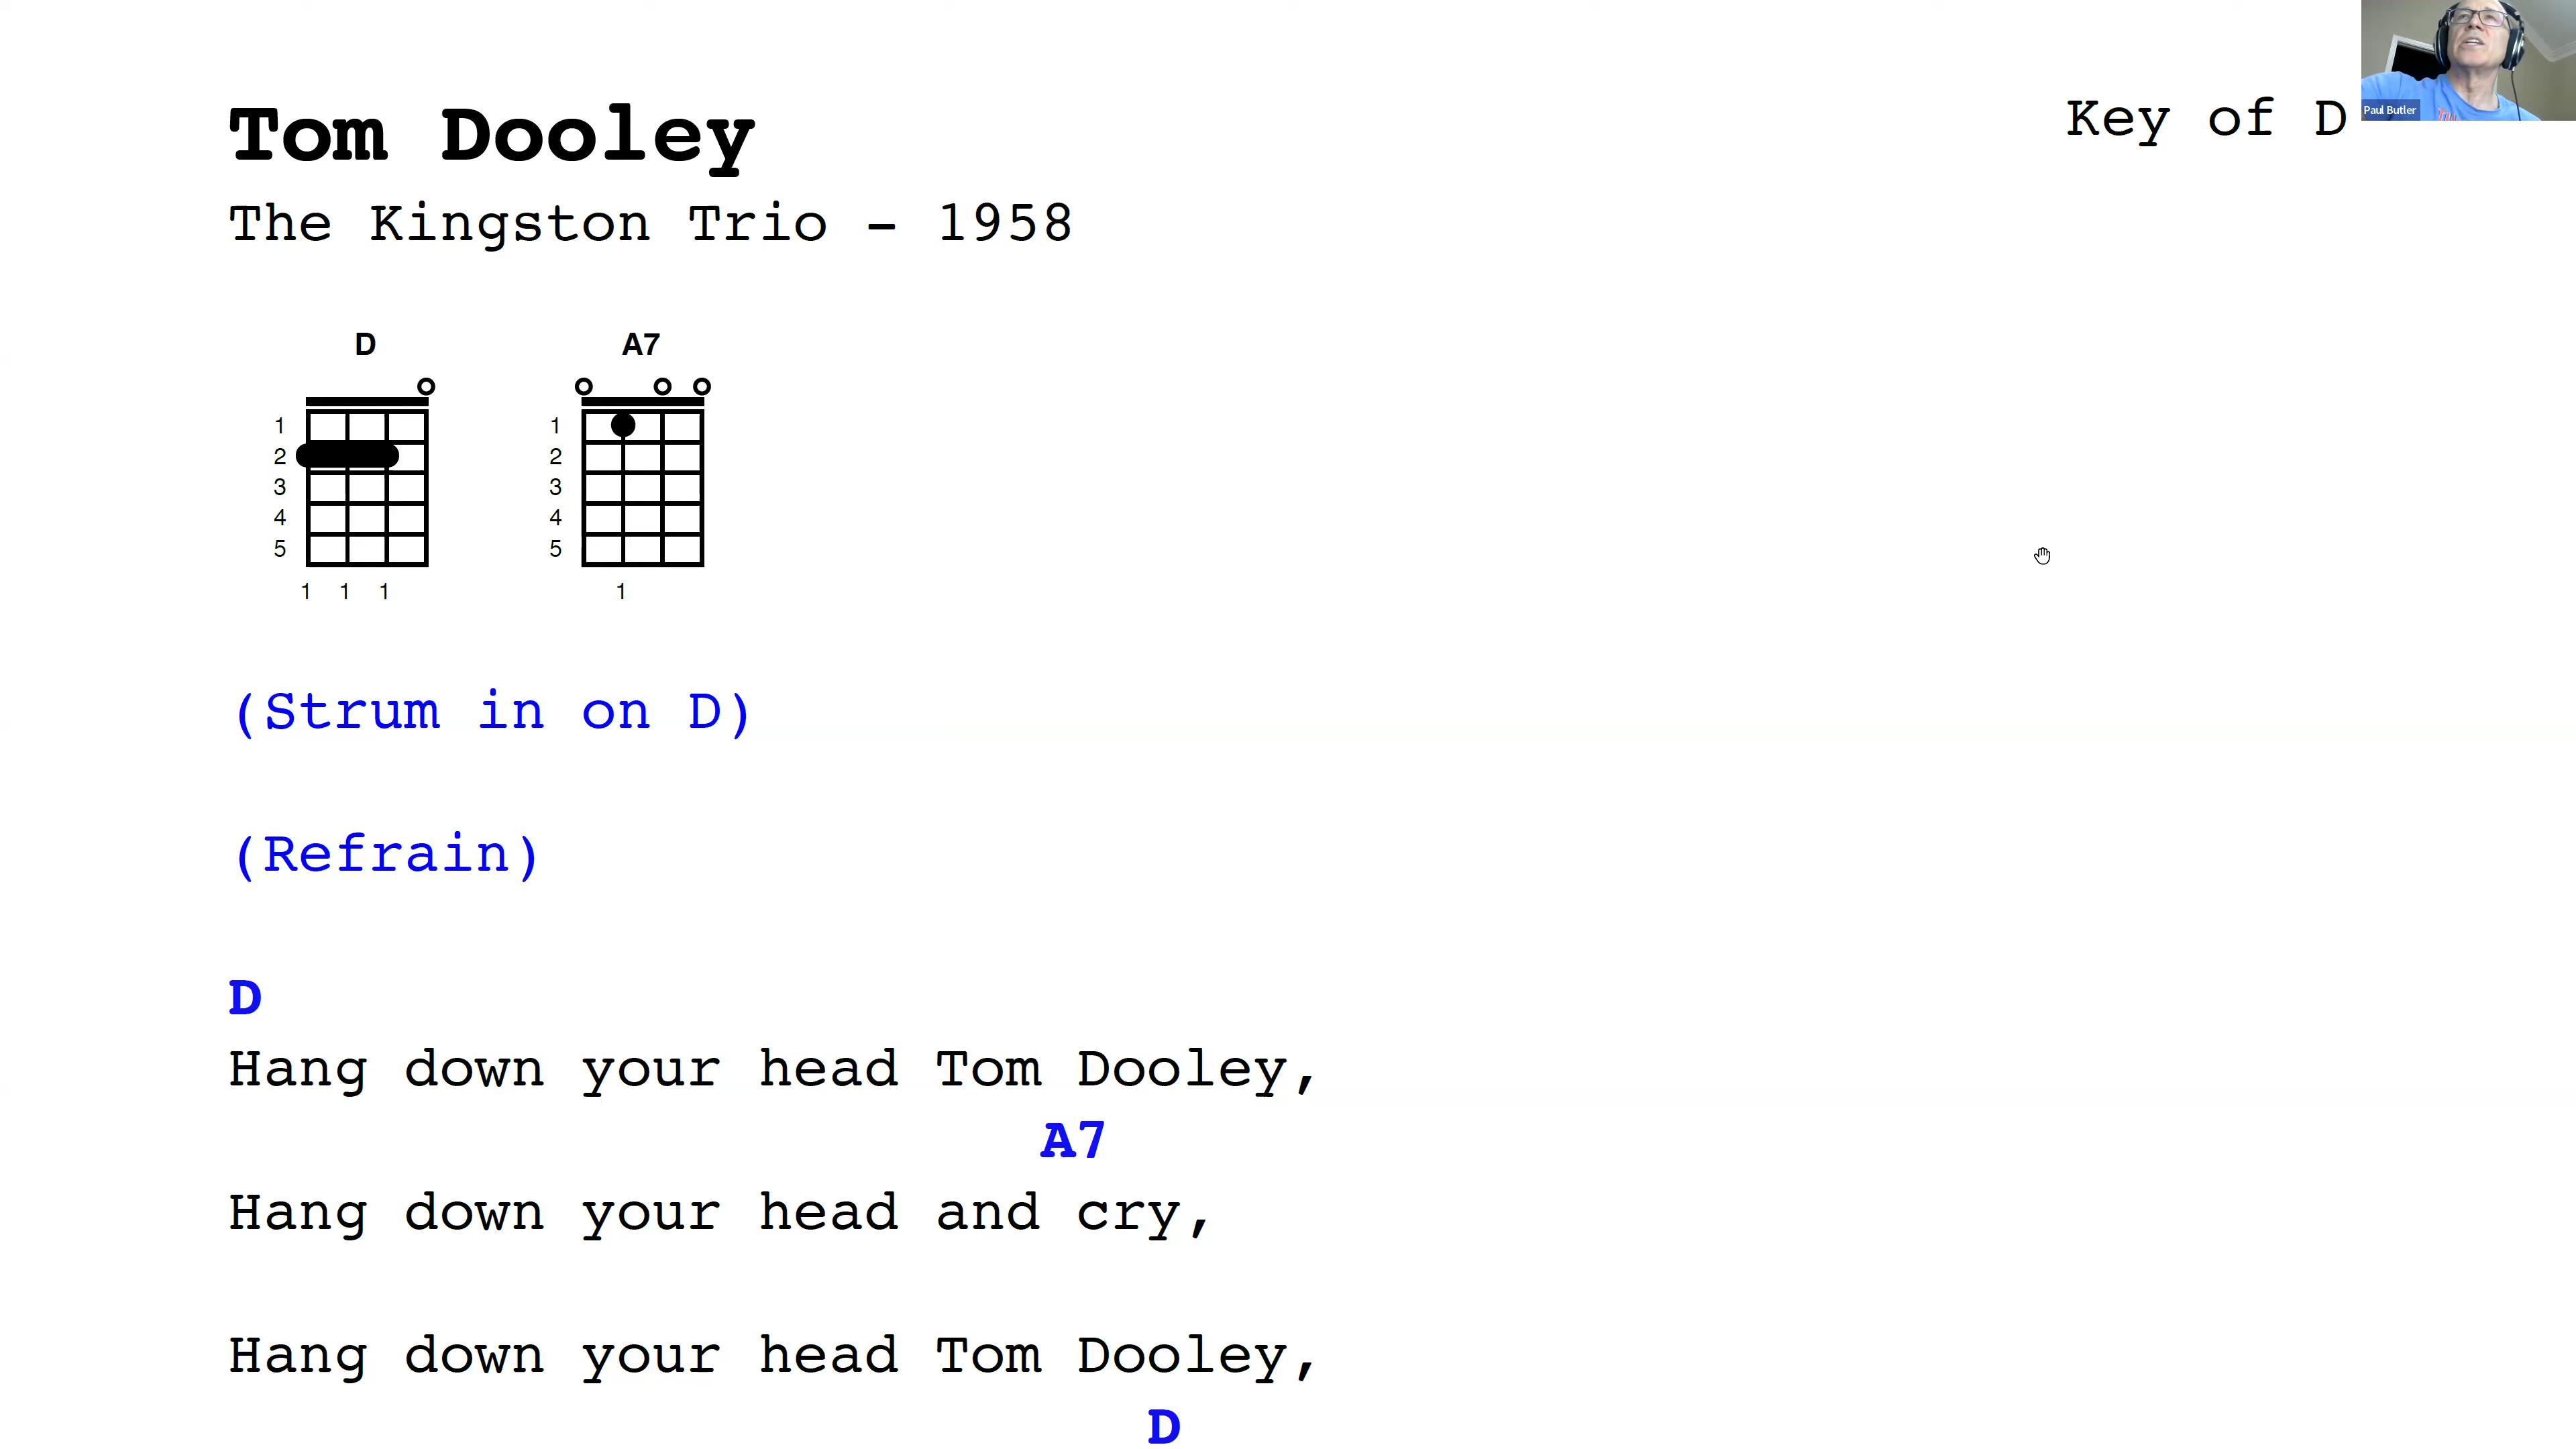 Tom Dooley
Key of D
Paul Butler
The Kingston Trio - 1958
D A7
1 1
2 2
3 3
4 4
5 5
1 1 1 1
(Strum in on D)
(Refrain)
D
Hang down your head Tom Dooley,
A7
Hang down your head and cry,
Hang down your head Tom Dooley,
D